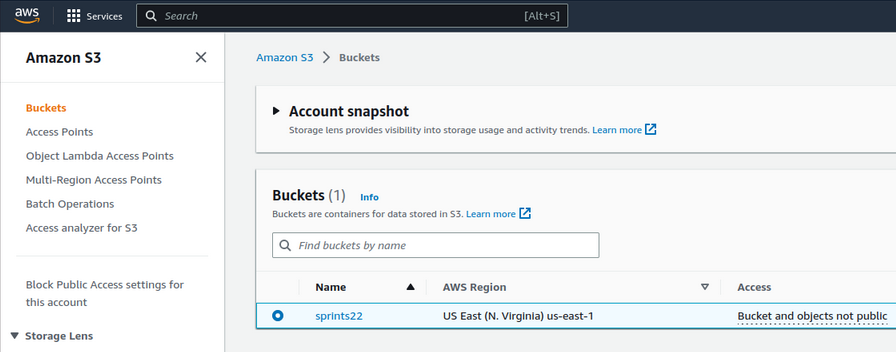 aws
Services
Search
[Alt+S]
Amazon S3
Buckets
Access Points
Object Lambda Access Points
Multi-Region Access Points
Batch Operations
Access analyzer for S3
Block Public Access settings for
this account
Storage Lens
Amazon S3 > Buckets
Account snapshot
Storage lens provides visibility into storage usage and activity trends. Learn more
Buckets (1) Info
Buckets are containers for data stored in S3. Learn more
Find buckets by name
Name AWS Region Access
sprints22 US East (N. Virginia) us-east-1 Bucket and objects not public